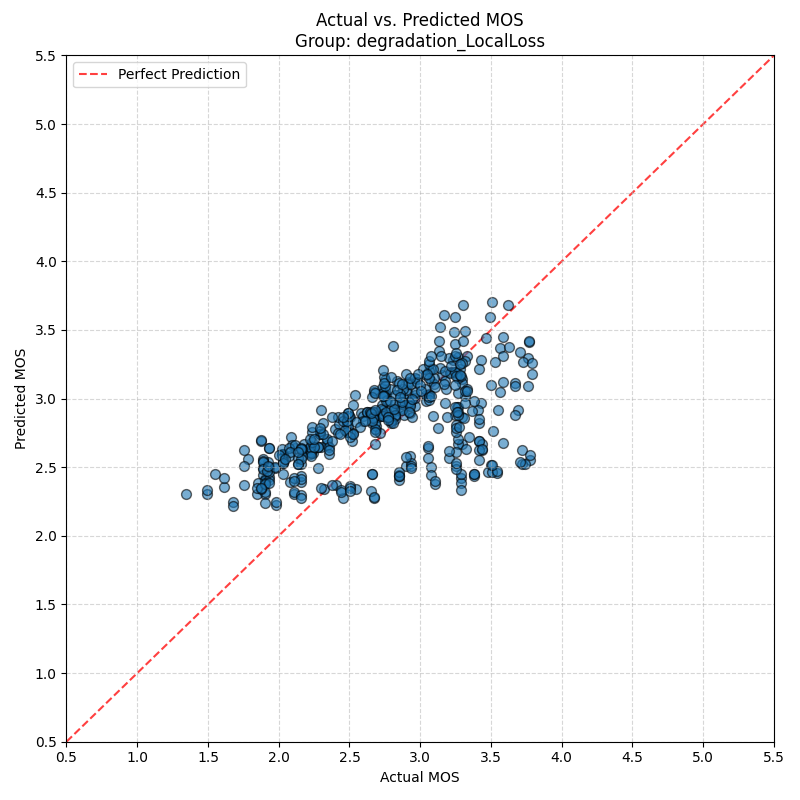 Actual vs. Predicted MOS
Group: degradation_LocalLoss
Perfect Prediction
5.5
5.0
4.5
4.0
3.5
3.0
2.5
2.0
1.5
1.0
0.5
Predicted MOS
0.5 1.0 1.5 2.0 2.5 3.0 3.5 4.0 4.5 5.0 5.5
Actual MOS